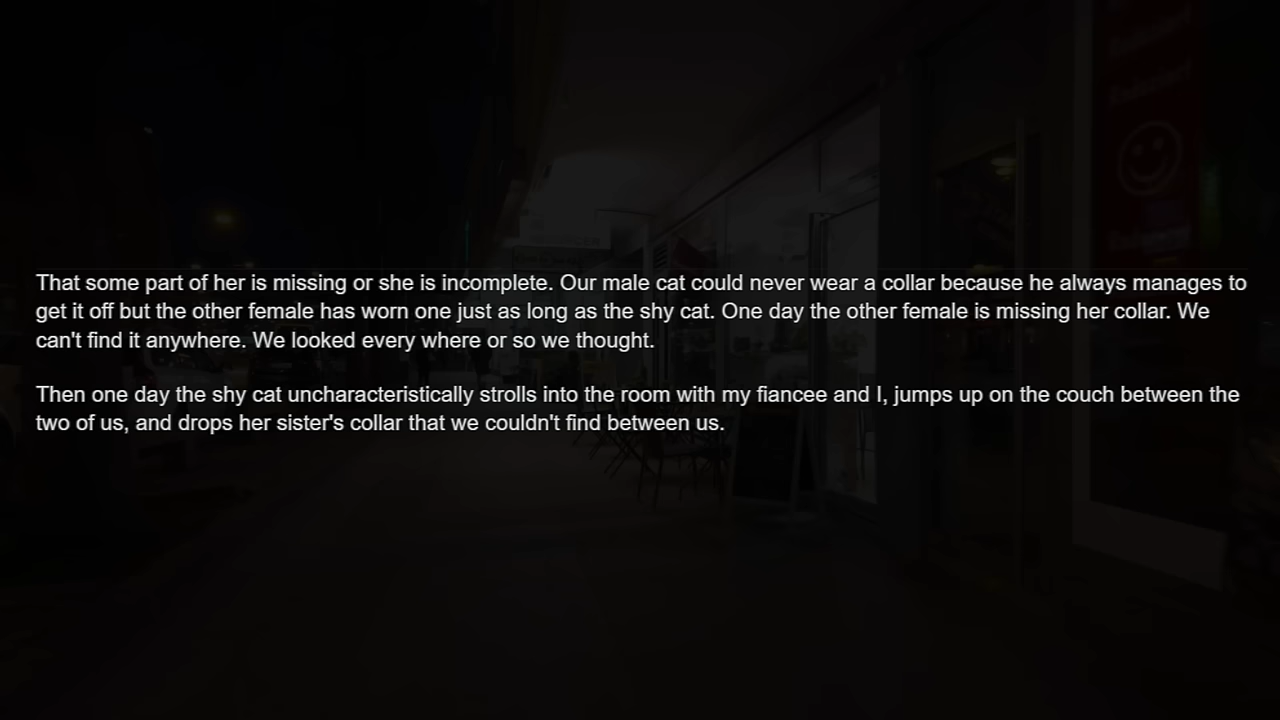 That some part of her is missing or she is incomplete. Our male cat could never wear a collar because he always manages to
get it off but the other female has worn one just as long as the shy cat. One day the other female is missing her collar. We
can't find it anywhere. We looked every where or so we thought.
Then one day the shy cat uncharacteristically strolls into the room with my fiancee and I, jumps up on the couch between the
two of us, and drops her sister's collar that we couldn't find between us.